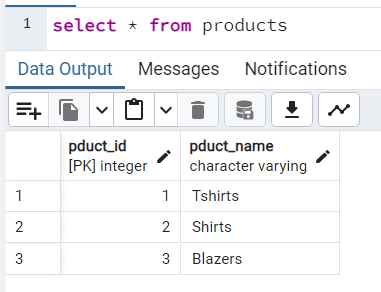 1 select * from products
Data Output Messages Notifications
pduct_id pduct_name
[PK] integer character varying
1 1 Tshirts
2 2 Shirts
3 3 Blazers